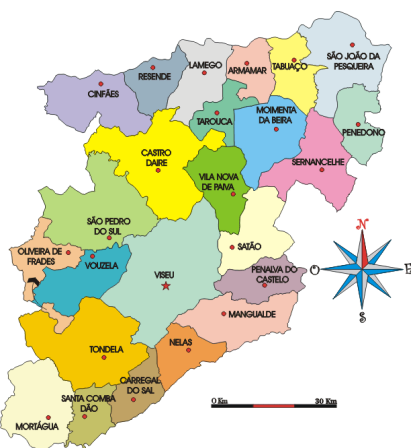 SÃO JOÃO DA
PESQUEIRA
LAMEGO
ARMAMAR
TABUAÇO
RESENDE
CINFÃES
TAROUCA
MOIMENTA
DA BEIRA
PENEDONO
CASTRO
DAIRE
SERNANCELHE
VILA NOVA
DE PAIVA
SÃO PEDRO
DO SUL
N
OLIVEIRA DE
FRADES
VOUZELA
SATÃO
VISEU
PENALVA DO
CASTELO
O
E
S
MANGUALDE
TONDELA
NELAS
CARREGAL
DO SAL
SANTA COMBA
DÃO
MORTÁGUA
0 Km
30 Km